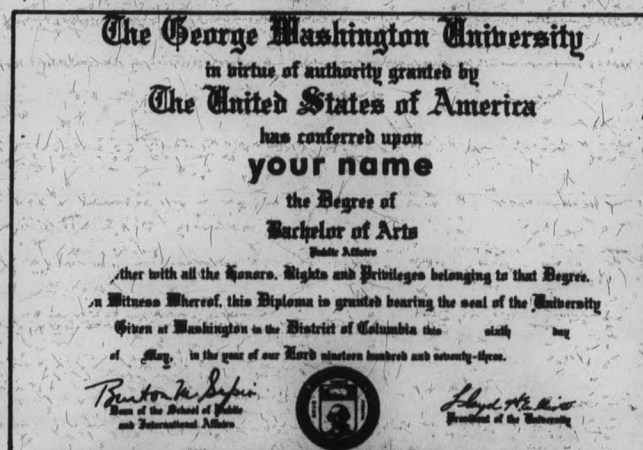 The George Washington University
in virtue of authority granted by
The United States of America
has conferred upon
your name
the Degree of
Bachelor of Arts
Public Affairs
ther with all the Honors, Rights and Privileges belonging to that Degree.
n Witness Whereof, this Diploma is granted bearing the seal of the University
Given at Washington in the District of Columbia this sixth day
of May, in the year of our Lord nineteen hundred and seventy-three.
Burton M. Sapin
Lloyd H. Elliott
Dean of the School of Public
and International Affairs
President of the University